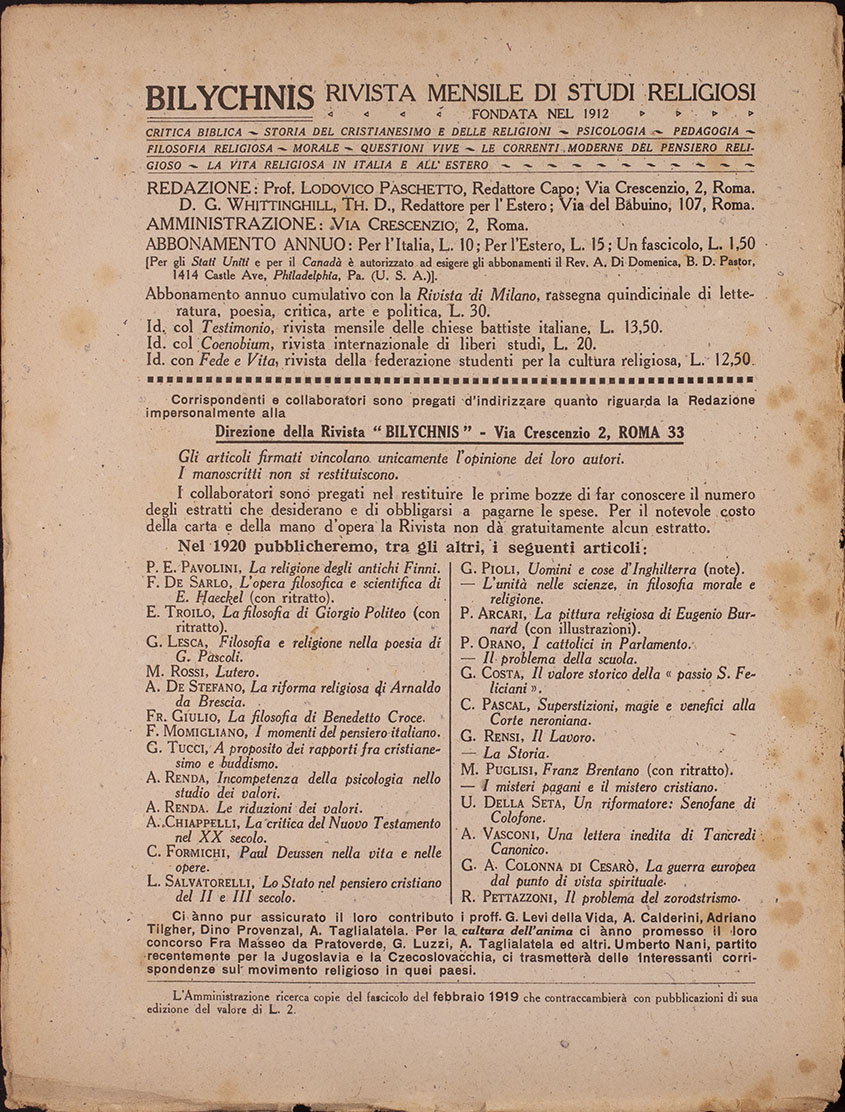 BILYCHNIS RIVISTA MENSILE DI STUDI RELIGIOSI
FONDATA NEL 1912
CRITICA BIBLICA ~ STORIA DEL CRISTIANESIMO E DELLE RELIGIONI ~ PSICOLOGIA ~ PEDAGOGIA ~
FILOSOFIA RELIGIOSA ~ MORALE ~ QUESTIONI VIVE ~ LE CORRENTI MODERNE DEL PENSIERO RELI-
GIOSO ~ LA VITA RELIGIOSA IN ITALIA E ALL'ESTERO ~ ~ ~ ~ ~ ~ ~ ~ ~ ~ ~ ~
REDAZIONE: Prof. LODOVICO PASCHETTO, Redattore Capo; Via Crescenzio, 2, Roma.
D. G. WHITTINGHILL, TH. D., Redattore per l'Estero; Via del Babuino, 107, Roma.
AMMINISTRAZIONE: VIA CRESCENZIO, 2, Roma.
ABBONAMENTO ANNUO: Per l'Italia, L. 10; Per l'Estero, L. 15; Un fascicolo, L. 1,50
[Per gli Stati Uniti e per il Canadà è autorizzato ad esigere gli abbonamenti il Rev. A. Di Domenica, B. D. Pastor,
1414 Castle Ave, Philadelphia, Pa. (U. S. A.)].
Abbonamento annuo cumulativo con la Rivista di Milano, rassegna quindicinale di lette-
ratura, poesia, critica, arte e politica, L. 30.
Id. col Testimonio, rivista mensile delle chiese battiste italiane, L. 13,50.
Id. col Coenobium, rivista internazionale di liberi studi, L. 20.
Id. con Fede e Vita, rivista della federazione studenti per la cultura religiosa, L. 12,50.
Corrispondenti e collaboratori sono pregati d'indirizzare quanto riguarda la Redazione
impersonalmente alla
Direzione della Rivista "BILYCHNIS" - Via Crescenzio 2, ROMA 33
Gli articoli firmati vincolano unicamente l'opinione dei loro autori.
I manoscritti non si restituiscono.
I collaboratori sono pregati nel restituire le prime bozze di far conoscere il numero
degli estratti che desiderano e di obbligarsi a pagarne le spese. Per il notevole costo
della carta e della mano d'opera la Rivista non dà gratuitamente alcun estratto.
Nel 1920 pubblicheremo, tra gli altri, i seguenti articoli:
P. E. PAVOLINI, La religione degli antichi Finni.
F. DE SARLO, L'opera filosofica e scientifica di
E. Haeckel (con ritratto).
E. TROILO, La filosofia di Giorgio Politeo (con
ritratto).
G. LESCA, Filosofia e religione nella poesia di
G. Pascoli.
M. ROSSI, Lutero.
A. DE STEFANO, La riforma religiosa di Arnaldo
da Brescia.
FR. GIULIO, La filosofia di Benedetto Croce.
F. MOMIGLIANO, I momenti del pensiero italiano.
G. TUCCI, A proposito dei rapporti fra cristiane-
simo e buddismo.
A. RENDA, Incompetenza della psicologia nello
studio dei valori.
A. RENDA. Le riduzioni dei valori.
A. CHIAPPELLI, La critica del Nuovo Testamento
nel XX secolo.
C. FORMICHI, Paul Deussen nella vita e nelle
opere.
L. SALVATORELLI, Lo Stato nel pensiero cristiano
del II e III secolo.
G. PIOLI, Uomini e cose d'Inghilterra (note).
— L'unità nelle scienze, in filosofia morale e
religione.
P. ARCARI, La pittura religiosa di Eugenio Bur-
nard (con illustrazioni).
P. ORANO, I cattolici in Parlamento.
— Il problema della scuola.
G. COSTA, Il valore storico della « passio S. Fe-
liciani ».
C. PASCAL, Superstizioni, magie e venefici alla
Corte neroniana.
G. RENSI, Il Lavoro.
— La Storia.
M. PUGLISI, Franz Brentano (con ritratto).
— I misteri pagani e il mistero cristiano.
U. DELLA SETA, Un riformatore: Senofane di
Colofone.
A. VASCONI, Una lettera inedita di Tancredi
Canonico.
G. A. COLONNA DI CESARÒ, La guerra europea
dal punto di vista spirituale.
R. PETTAZZONI, Il problema del zoroastrismo.
Ci ànno pur assicurato il loro contributo i proff. G. Levi della Vida, A. Calderini, Adriano
Tilgher, Dino Provenzal, A. Taglialatela. Per la cultura dell'anima ci ànno promesso il loro
concorso Fra Masseo da Pratoverde, G. Luzzi, A. Taglialatela ed altri. Umberto Nani, partito
recentemente per la Jugoslavia e la Czecoslovacchia, ci trasmetterà delle interessanti corri-
spondenze sul movimento religioso in quei paesi.
L'Amministrazione ricerca copie del fascicolo del febbraio 1919 che contraccambierà con pubblicazioni di sua
edizione del valore di L. 2.